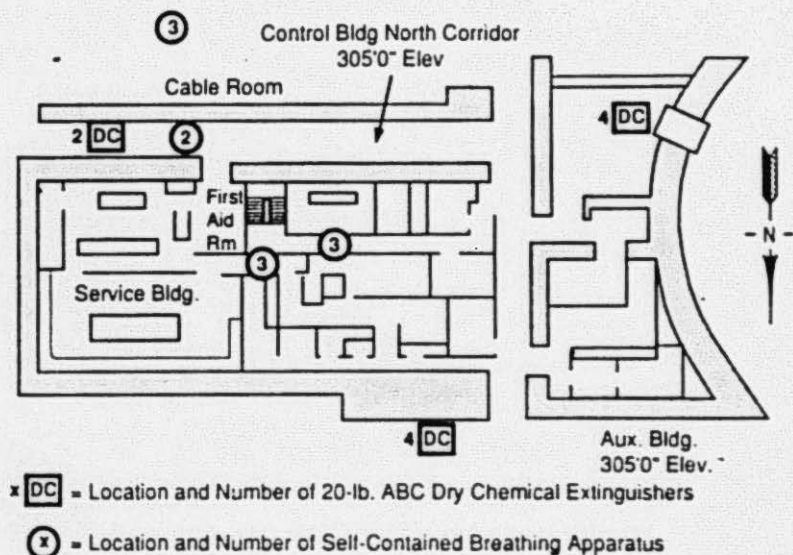 3
Control Bldg North Corridor
305'0" Elev
Cable Room
2 DC
2
4 DC
First
Aid
Rm
3
3
- N -
Service Bldg.
4 DC
Aux. Bldg.
305'0" Elev.
x DC = Location and Number of 20-lb. ABC Dry Chemical Extinguishers
x = Location and Number of Self-Contained Breathing Apparatus